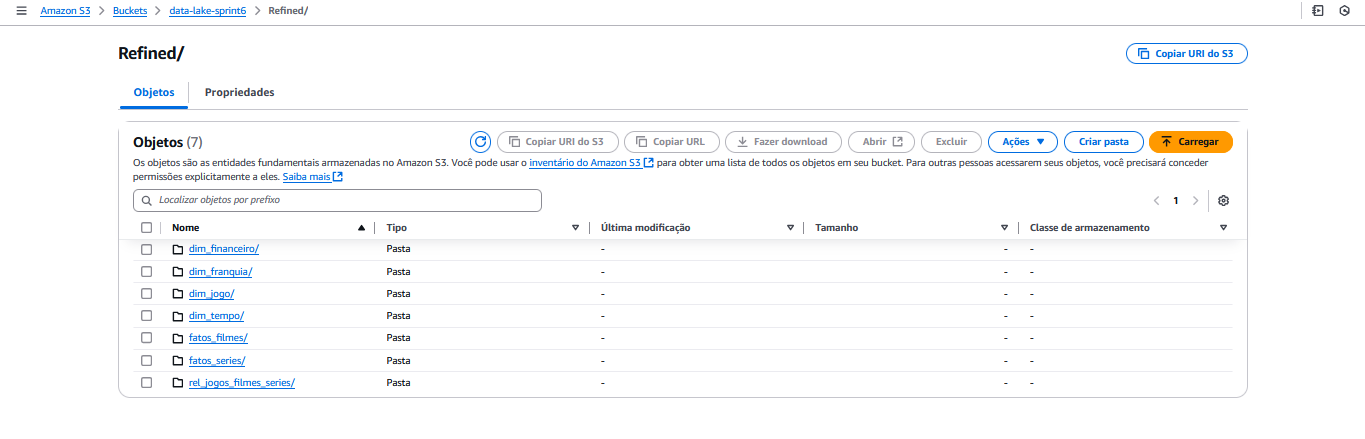 Amazon S3 > Buckets > data-lake-sprint6 > Refined/
Refined/
Copiar URI do S3
Objetos
Propriedades
Objetos (7)
Copiar URI do S3
Copiar URL
Fazer download
Abrir
Excluir
Ações
Criar pasta
Carregar
Os objetos são as entidades fundamentais armazenadas no Amazon S3. Você pode usar o inventário do Amazon S3 para obter uma lista de todos os objetos em seu bucket. Para outras pessoas acessarem seus objetos, você precisará conceder
permissões explicitamente a eles. Saiba mais
Localizar objetos por prefixo
1
Nome Tipo Última modificação Tamanho Classe de armazenamento
dim_financeiro/ Pasta - - -
dim_franquia/ Pasta - - -
dim_jogo/ Pasta - - -
dim_tempo/ Pasta - - -
fatos_filmes/ Pasta - - -
fatos_series/ Pasta - - -
rel_jogos_filmes_series/ Pasta - - -